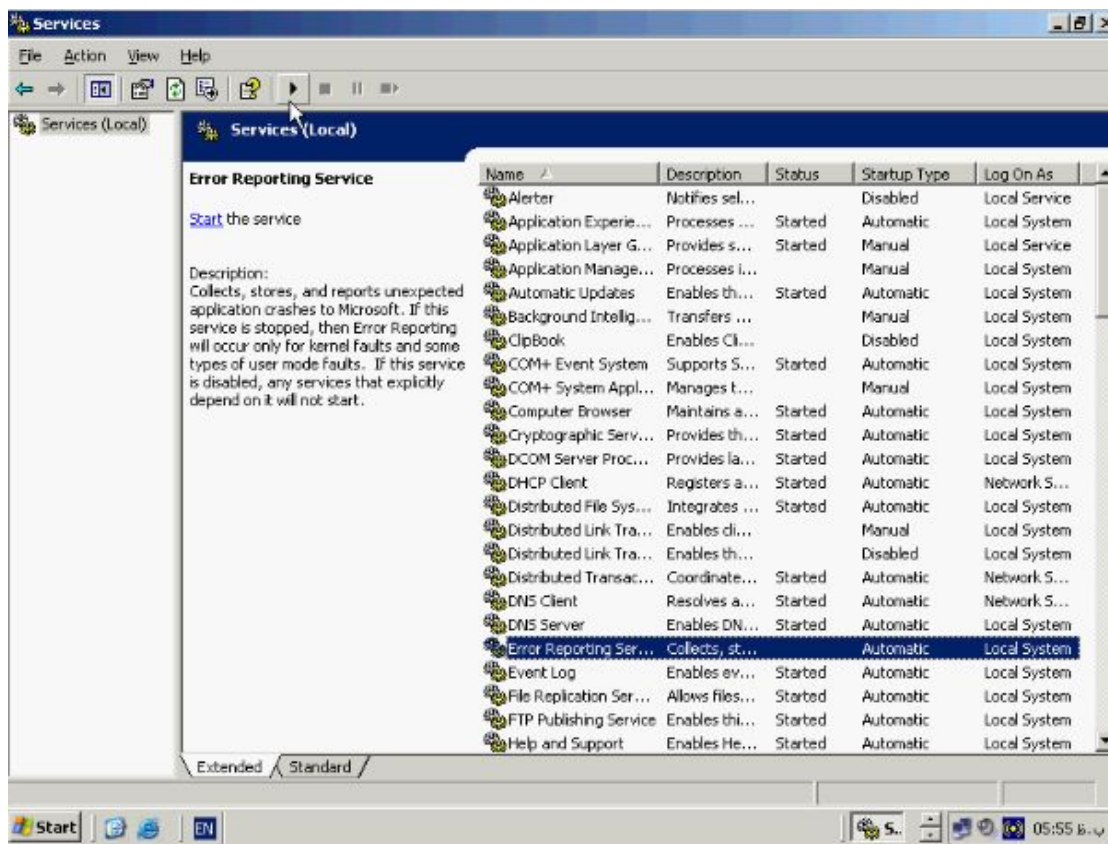 Services
File Action View Help
Services (Local)
Services (Local)
Error Reporting Service
Start the service
Description:
Collects, stores, and reports unexpected
application crashes to Microsoft. If this
service is stopped, then Error Reporting
will occur only for kernel faults and some
types of user mode faults. If this service
is disabled, any services that explicitly
depend on it will not start.
Name Description Status Startup Type Log On As
Alerter Notifies sel... Disabled Local Service
Application Experie... Processes ... Started Automatic Local System
Application Layer G... Provides s... Started Manual Local Service
Application Manage... Processes i... Manual Local System
Automatic Updates Enables th... Started Automatic Local System
Background Intellig... Transfers ... Manual Local System
ClipBook Enables Cli... Disabled Local System
COM+ Event System Supports S... Started Automatic Local System
COM+ System Appl... Manages t... Manual Local System
Computer Browser Maintains a... Started Automatic Local System
Cryptographic Serv... Provides th... Started Automatic Local System
DCOM Server Proc... Provides la... Started Automatic Local System
DHCP Client Registers a... Started Automatic Network S...
Distributed File Sys... Integrates ... Started Automatic Local System
Distributed Link Tra... Enables cli... Manual Local System
Distributed Link Tra... Enables th... Disabled Local System
Distributed Transac... Coordinate... Started Automatic Network S...
DNS Client Resolves a... Started Automatic Network S...
DNS Server Enables DN... Started Automatic Local System
Error Reporting Ser... Collects, st... Automatic Local System
Event Log Enables ev... Started Automatic Local System
File Replication Ser... Allows files... Started Automatic Local System
FTP Publishing Service Enables thi... Started Automatic Local System
Help and Support Enables He... Started Automatic Local System
Extended Standard
Start EN S.. 05:55 ب.ظ